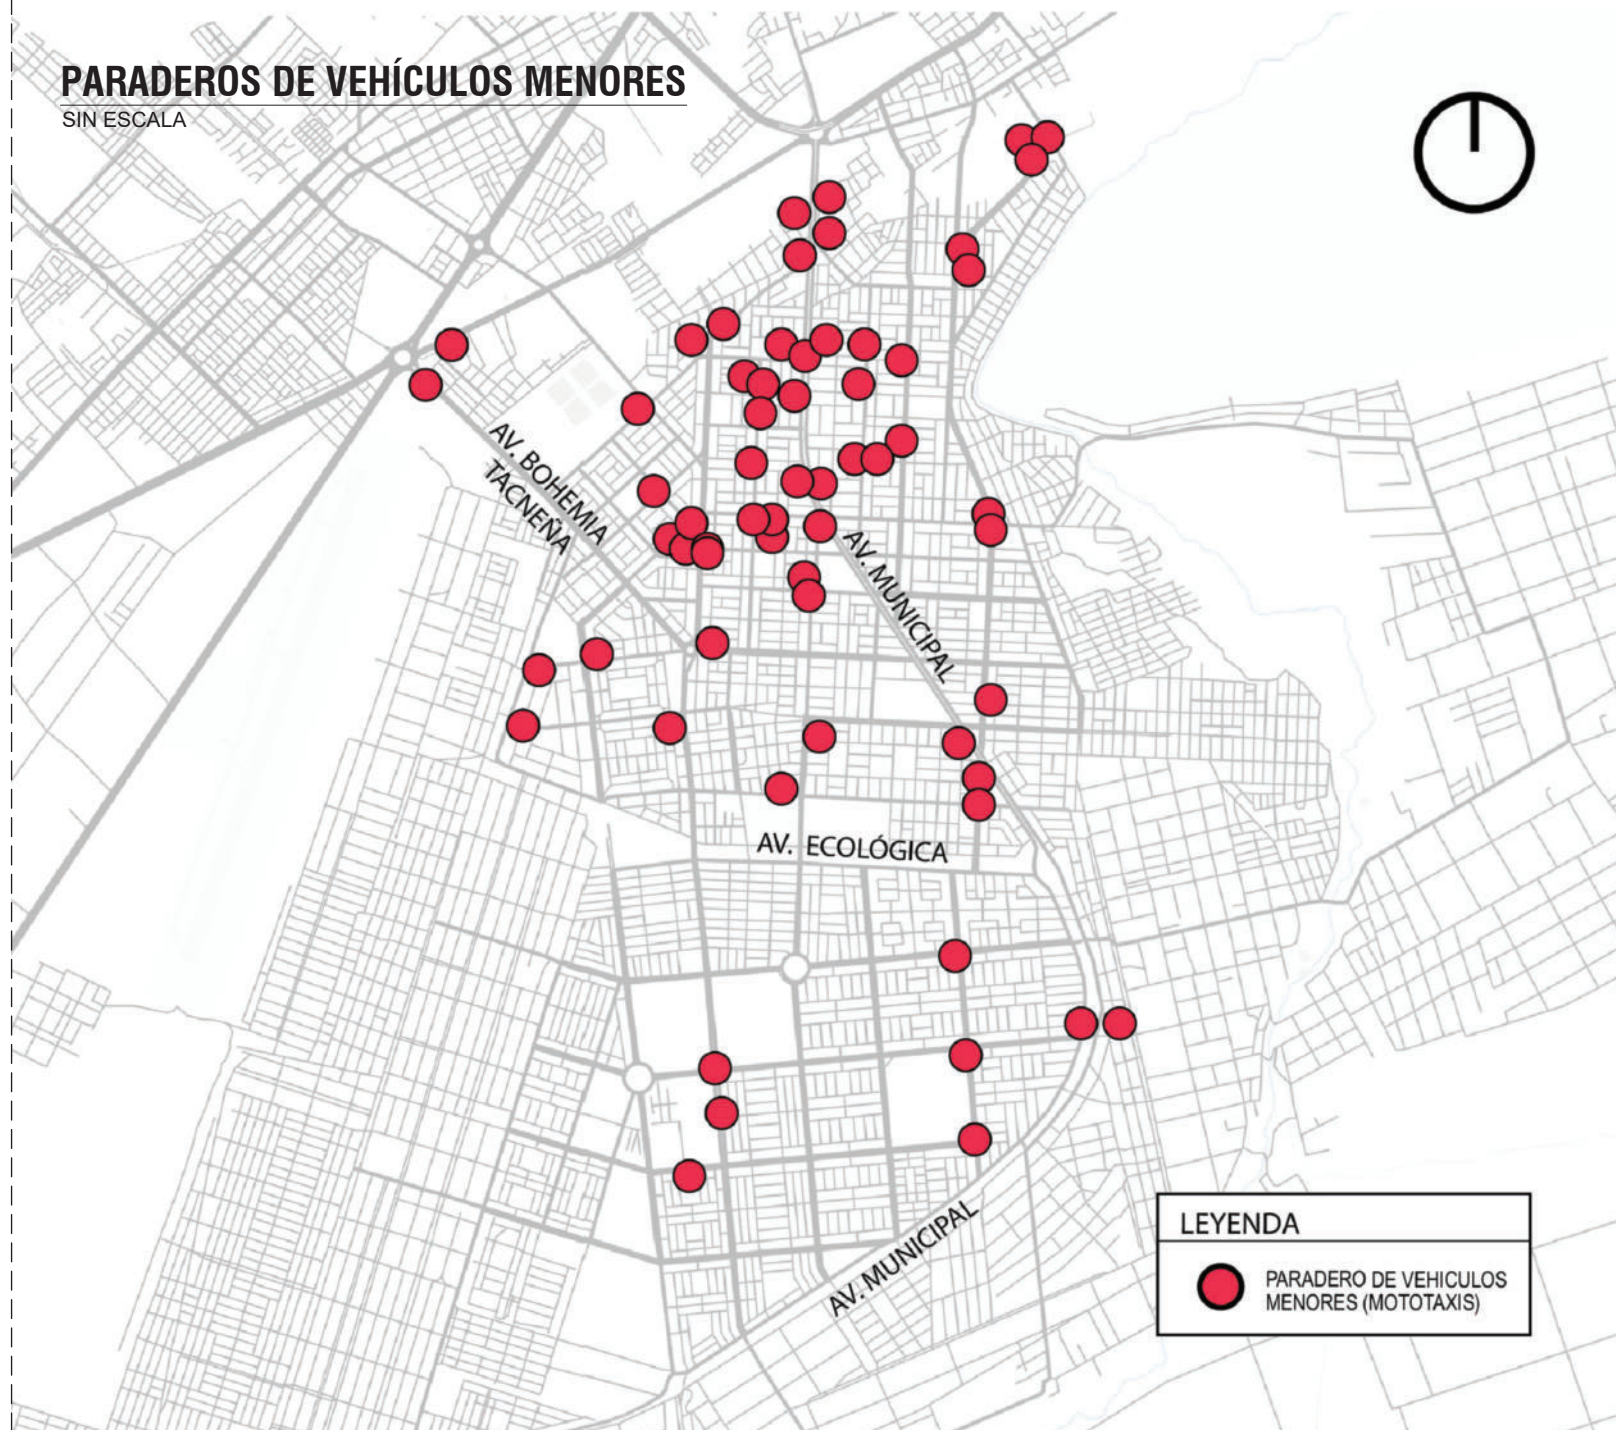 PARADEROS DE VEHÍCULOS MENORES
SIN ESCALA
AV. BOHEMIA
TACNEÑA
AV. MUNICIPAL
AV. ECOLÓGICA
AV. MUNICIPAL
LEYENDA
PARADERO DE VEHICULOS
MENORES (MOTOTAXIS)